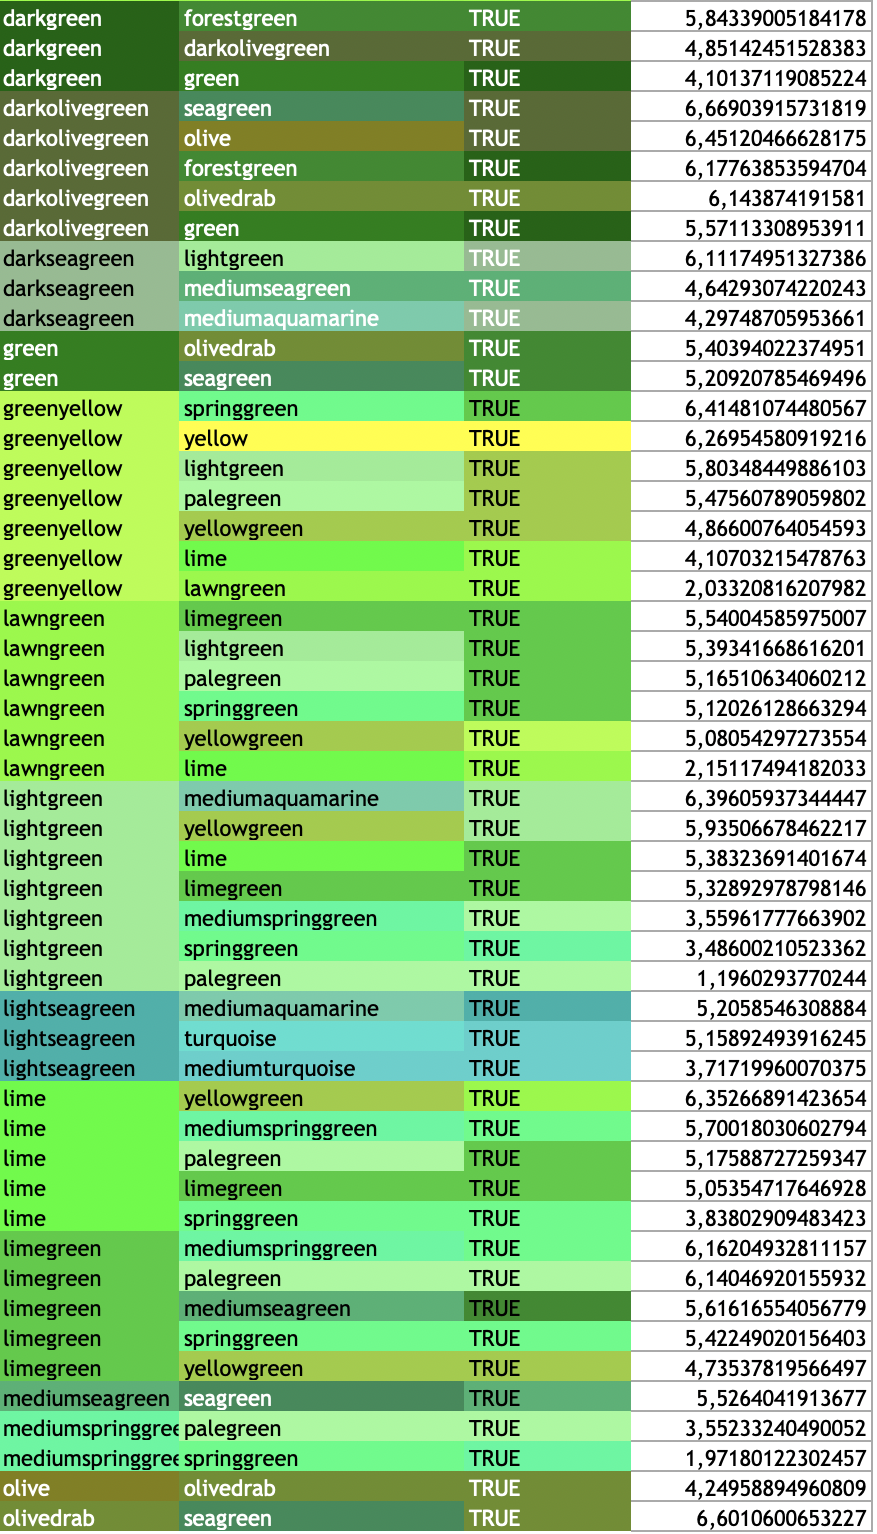 darkgreen forestgreen TRUE 5,84339005184178
darkgreen darkolivegreen TRUE 4,85142451528383
darkgreen green TRUE 4,10137119085224
darkolivegreen seagreen TRUE 6,66903915731819
darkolivegreen olive TRUE 6,45120466628175
darkolivegreen forestgreen TRUE 6,17763853594704
darkolivegreen olivedrab TRUE 6,143874191581
darkolivegreen green TRUE 5,57113308953911
darkseagreen lightgreen TRUE 6,11174951327386
darkseagreen mediumseagreen TRUE 4,64293074220243
darkseagreen mediumaquamarine TRUE 4,29748705953661
green olivedrab TRUE 5,40394022374951
green seagreen TRUE 5,20920785469496
greenyellow springgreen TRUE 6,41481074480567
greenyellow yellow TRUE 6,26954580919216
greenyellow lightgreen TRUE 5,80348449886103
greenyellow palegreen TRUE 5,47560789059802
greenyellow yellowgreen TRUE 4,86600764054593
greenyellow lime TRUE 4,10703215478763
greenyellow lawngreen TRUE 2,03320816207982
lawngreen limegreen TRUE 5,54004585975007
lawngreen lightgreen TRUE 5,39341668616201
lawngreen palegreen TRUE 5,16510634060212
lawngreen springgreen TRUE 5,12026128663294
lawngreen yellowgreen TRUE 5,08054297273554
lawngreen lime TRUE 2,15117494182033
lightgreen mediumaquamarine TRUE 6,39605937344447
lightgreen yellowgreen TRUE 5,93506678462217
lightgreen lime TRUE 5,38323691401674
lightgreen limegreen TRUE 5,32892978798146
lightgreen mediumspringgreen TRUE 3,55961777663902
lightgreen springgreen TRUE 3,48600210523362
lightgreen palegreen TRUE 1,1960293770244
lightseagreen mediumaquamarine TRUE 5,2058546308884
lightseagreen turquoise TRUE 5,15892493916245
lightseagreen mediumturquoise TRUE 3,71719960070375
lime yellowgreen TRUE 6,35266891423654
lime mediumspringgreen TRUE 5,70018030602794
lime palegreen TRUE 5,17588727259347
lime limegreen TRUE 5,05354717646928
lime springgreen TRUE 3,83802909483423
limegreen mediumspringgreen TRUE 6,16204932811157
limegreen palegreen TRUE 6,14046920155932
limegreen mediumseagreen TRUE 5,61616554056779
limegreen springgreen TRUE 5,42249020156403
limegreen yellowgreen TRUE 4,73537819566497
mediumseagreen seagreen TRUE 5,5264041913677
mediumspringgree palegreen TRUE 3,55233240490052
mediumspringgree springgreen TRUE 1,97180122302457
olive olivedrab TRUE 4,24958894960809
olivedrab seagreen TRUE 6,6010600653227